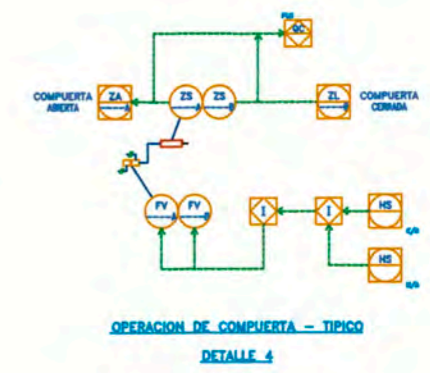 QC
COMPUERTA ABIERTA
ZA
A
ZS
A
ZS
B
ZL
B
COMPUERTA CERRADA
FV
A
FV
B
I
I
HS
HS
OPERACION DE COMPUERTA – TIPICO
DETALLE 4